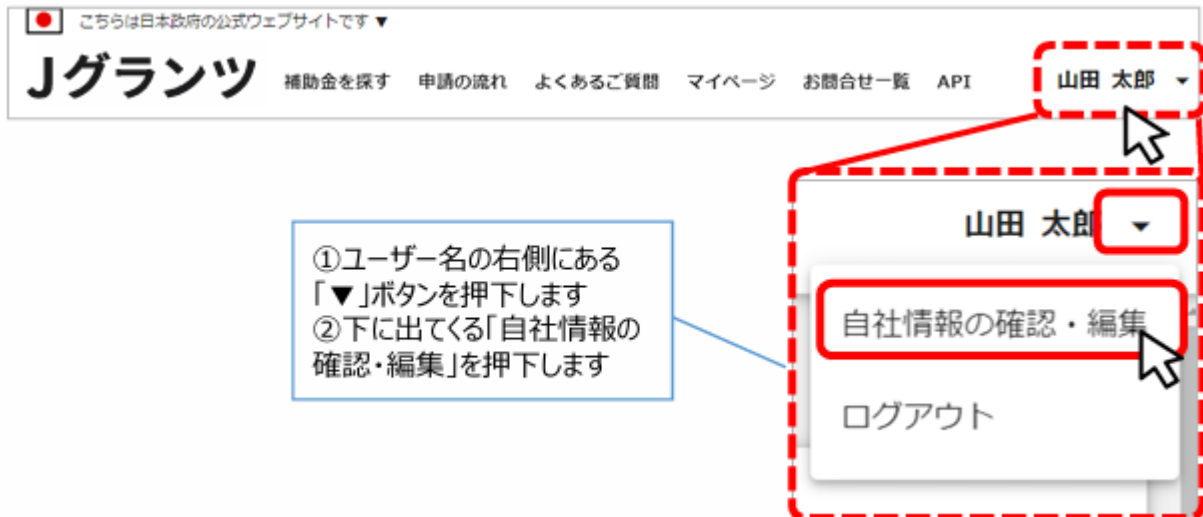 こちらは日本政府の公式ウェブサイトです ▼
Jグランツ 補助金を探す 申請の流れ よくあるご質問 マイページ お問合せ一覧 API 山田 太郎
山田 太郎
①ユーザー名の右側にある
「▼」ボタンを押下します
②下に出てくる「自社情報の
確認・編集」を押下します
自社情報の確認・編集
ログアウト